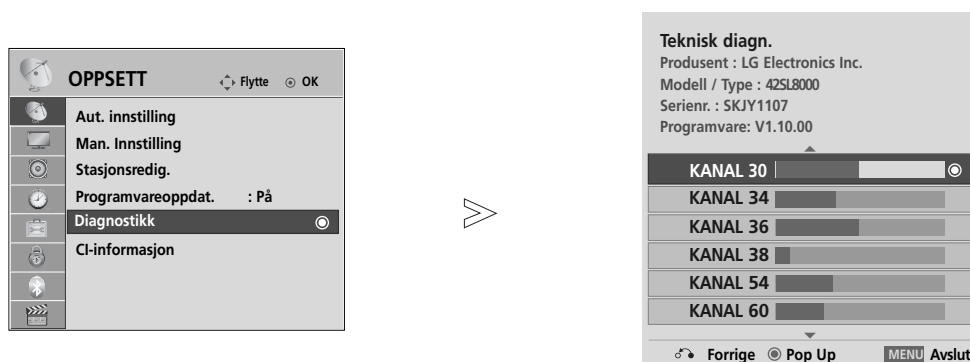 OPPSETT
Flytte OK
Aut. innstilling
Man. Innstilling
Stasjonsredig.
Programvareoppdat. : På
Diagnostikk
CI-informasjon
Teknisk diagn.
Produsent : LG Electronics Inc.
Modell / Type : 42SL8000
Serienr. : SKJY1107
Programvare: V1.10.00
KANAL 30
KANAL 34
KANAL 36
KANAL 38
KANAL 54
KANAL 60
Forrige Pop Up MENU Avslut